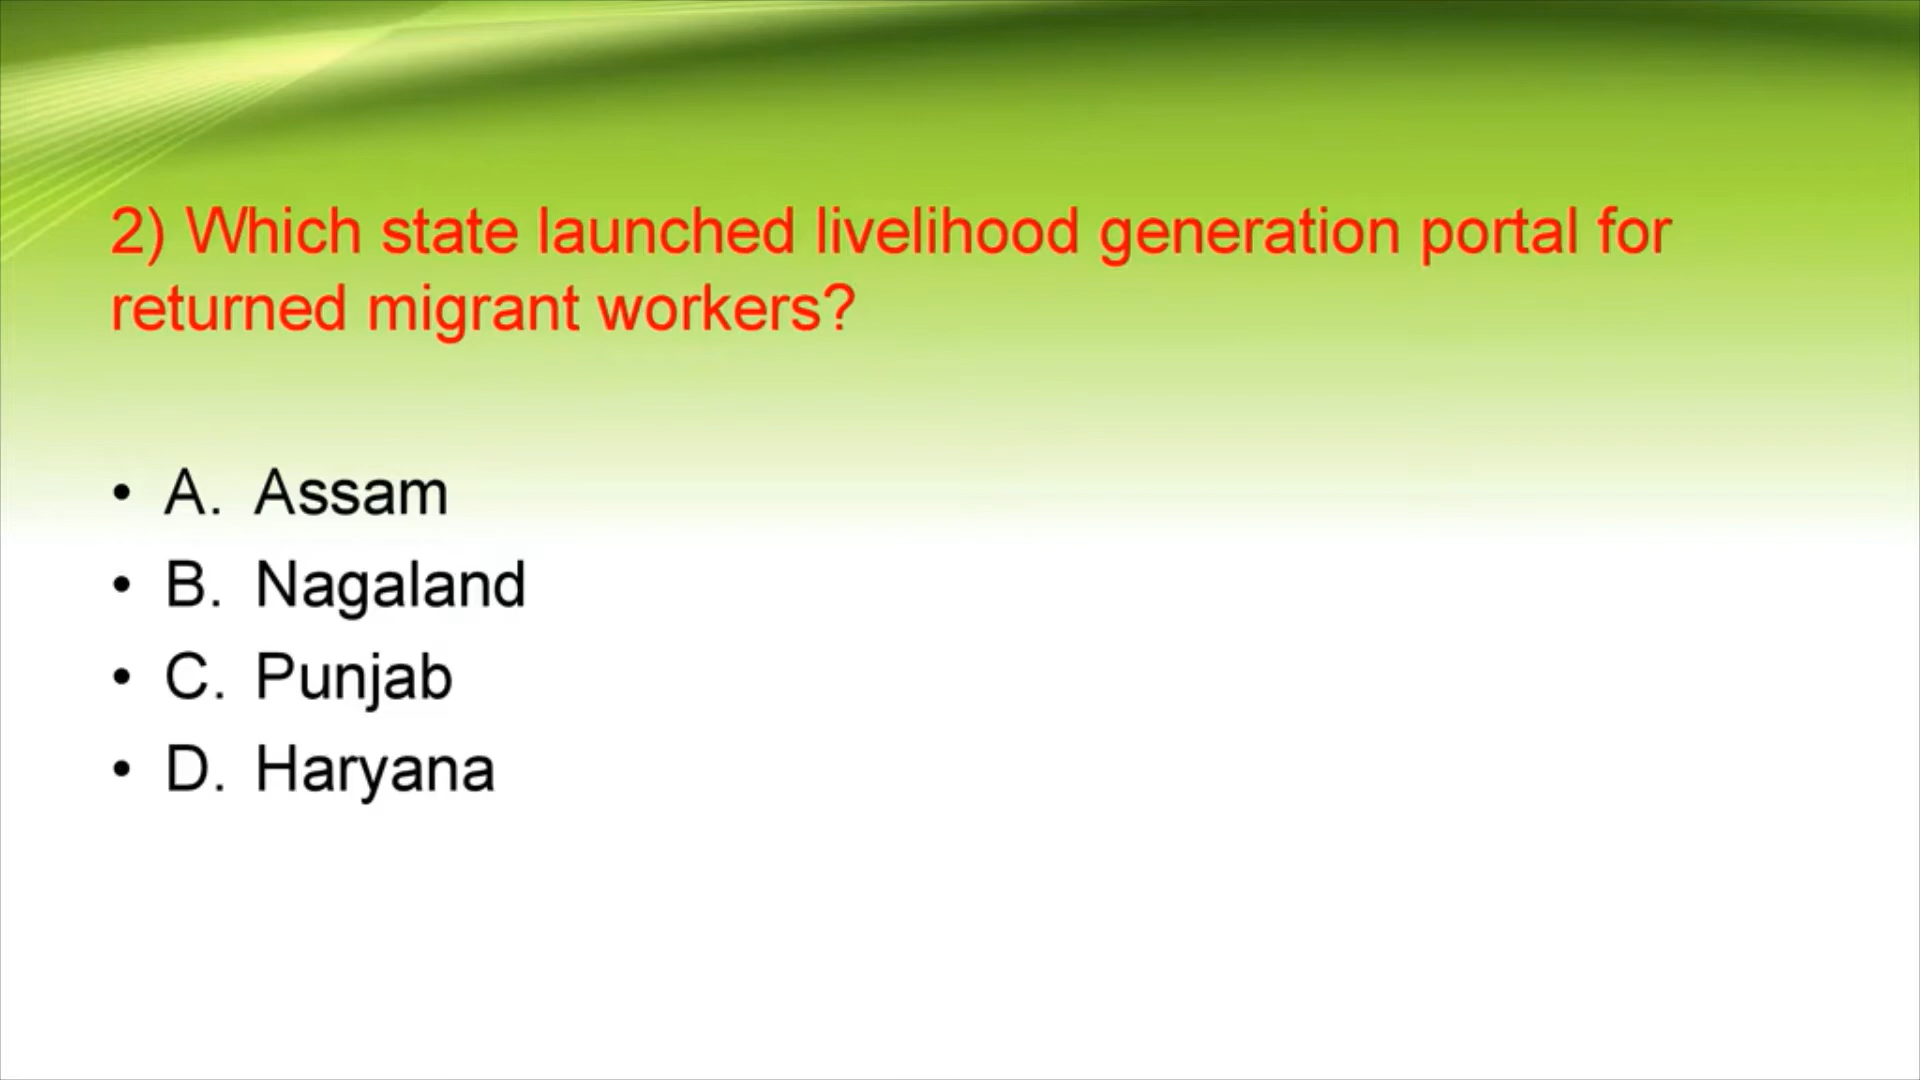 2) Which state launched livelihood generation portal for
returned migrant workers?
• A. Assam
• B. Nagaland
• C. Punjab
• D. Haryana